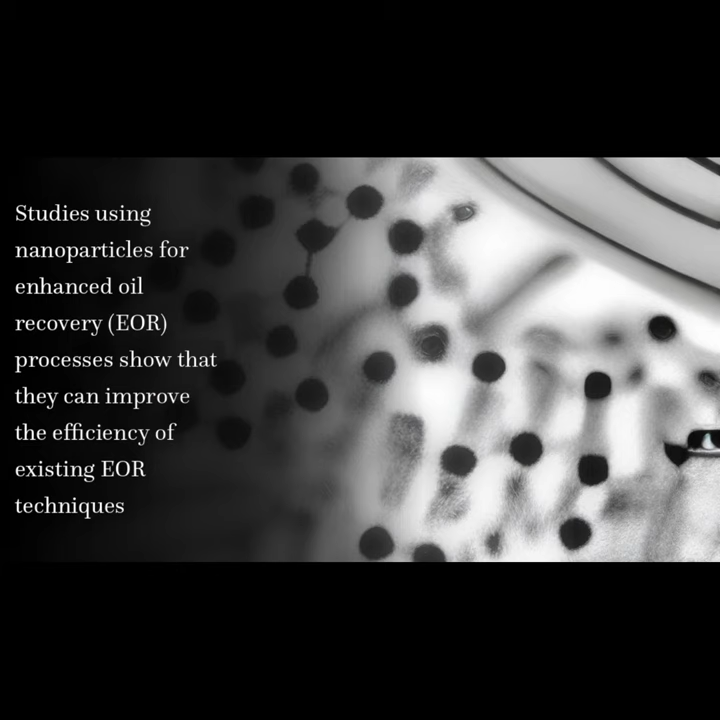 Studies using
nanoparticles for
enhanced oil
recovery (EOR)
processes show that
they can improve
the efficiency of
existing EOR
techniques